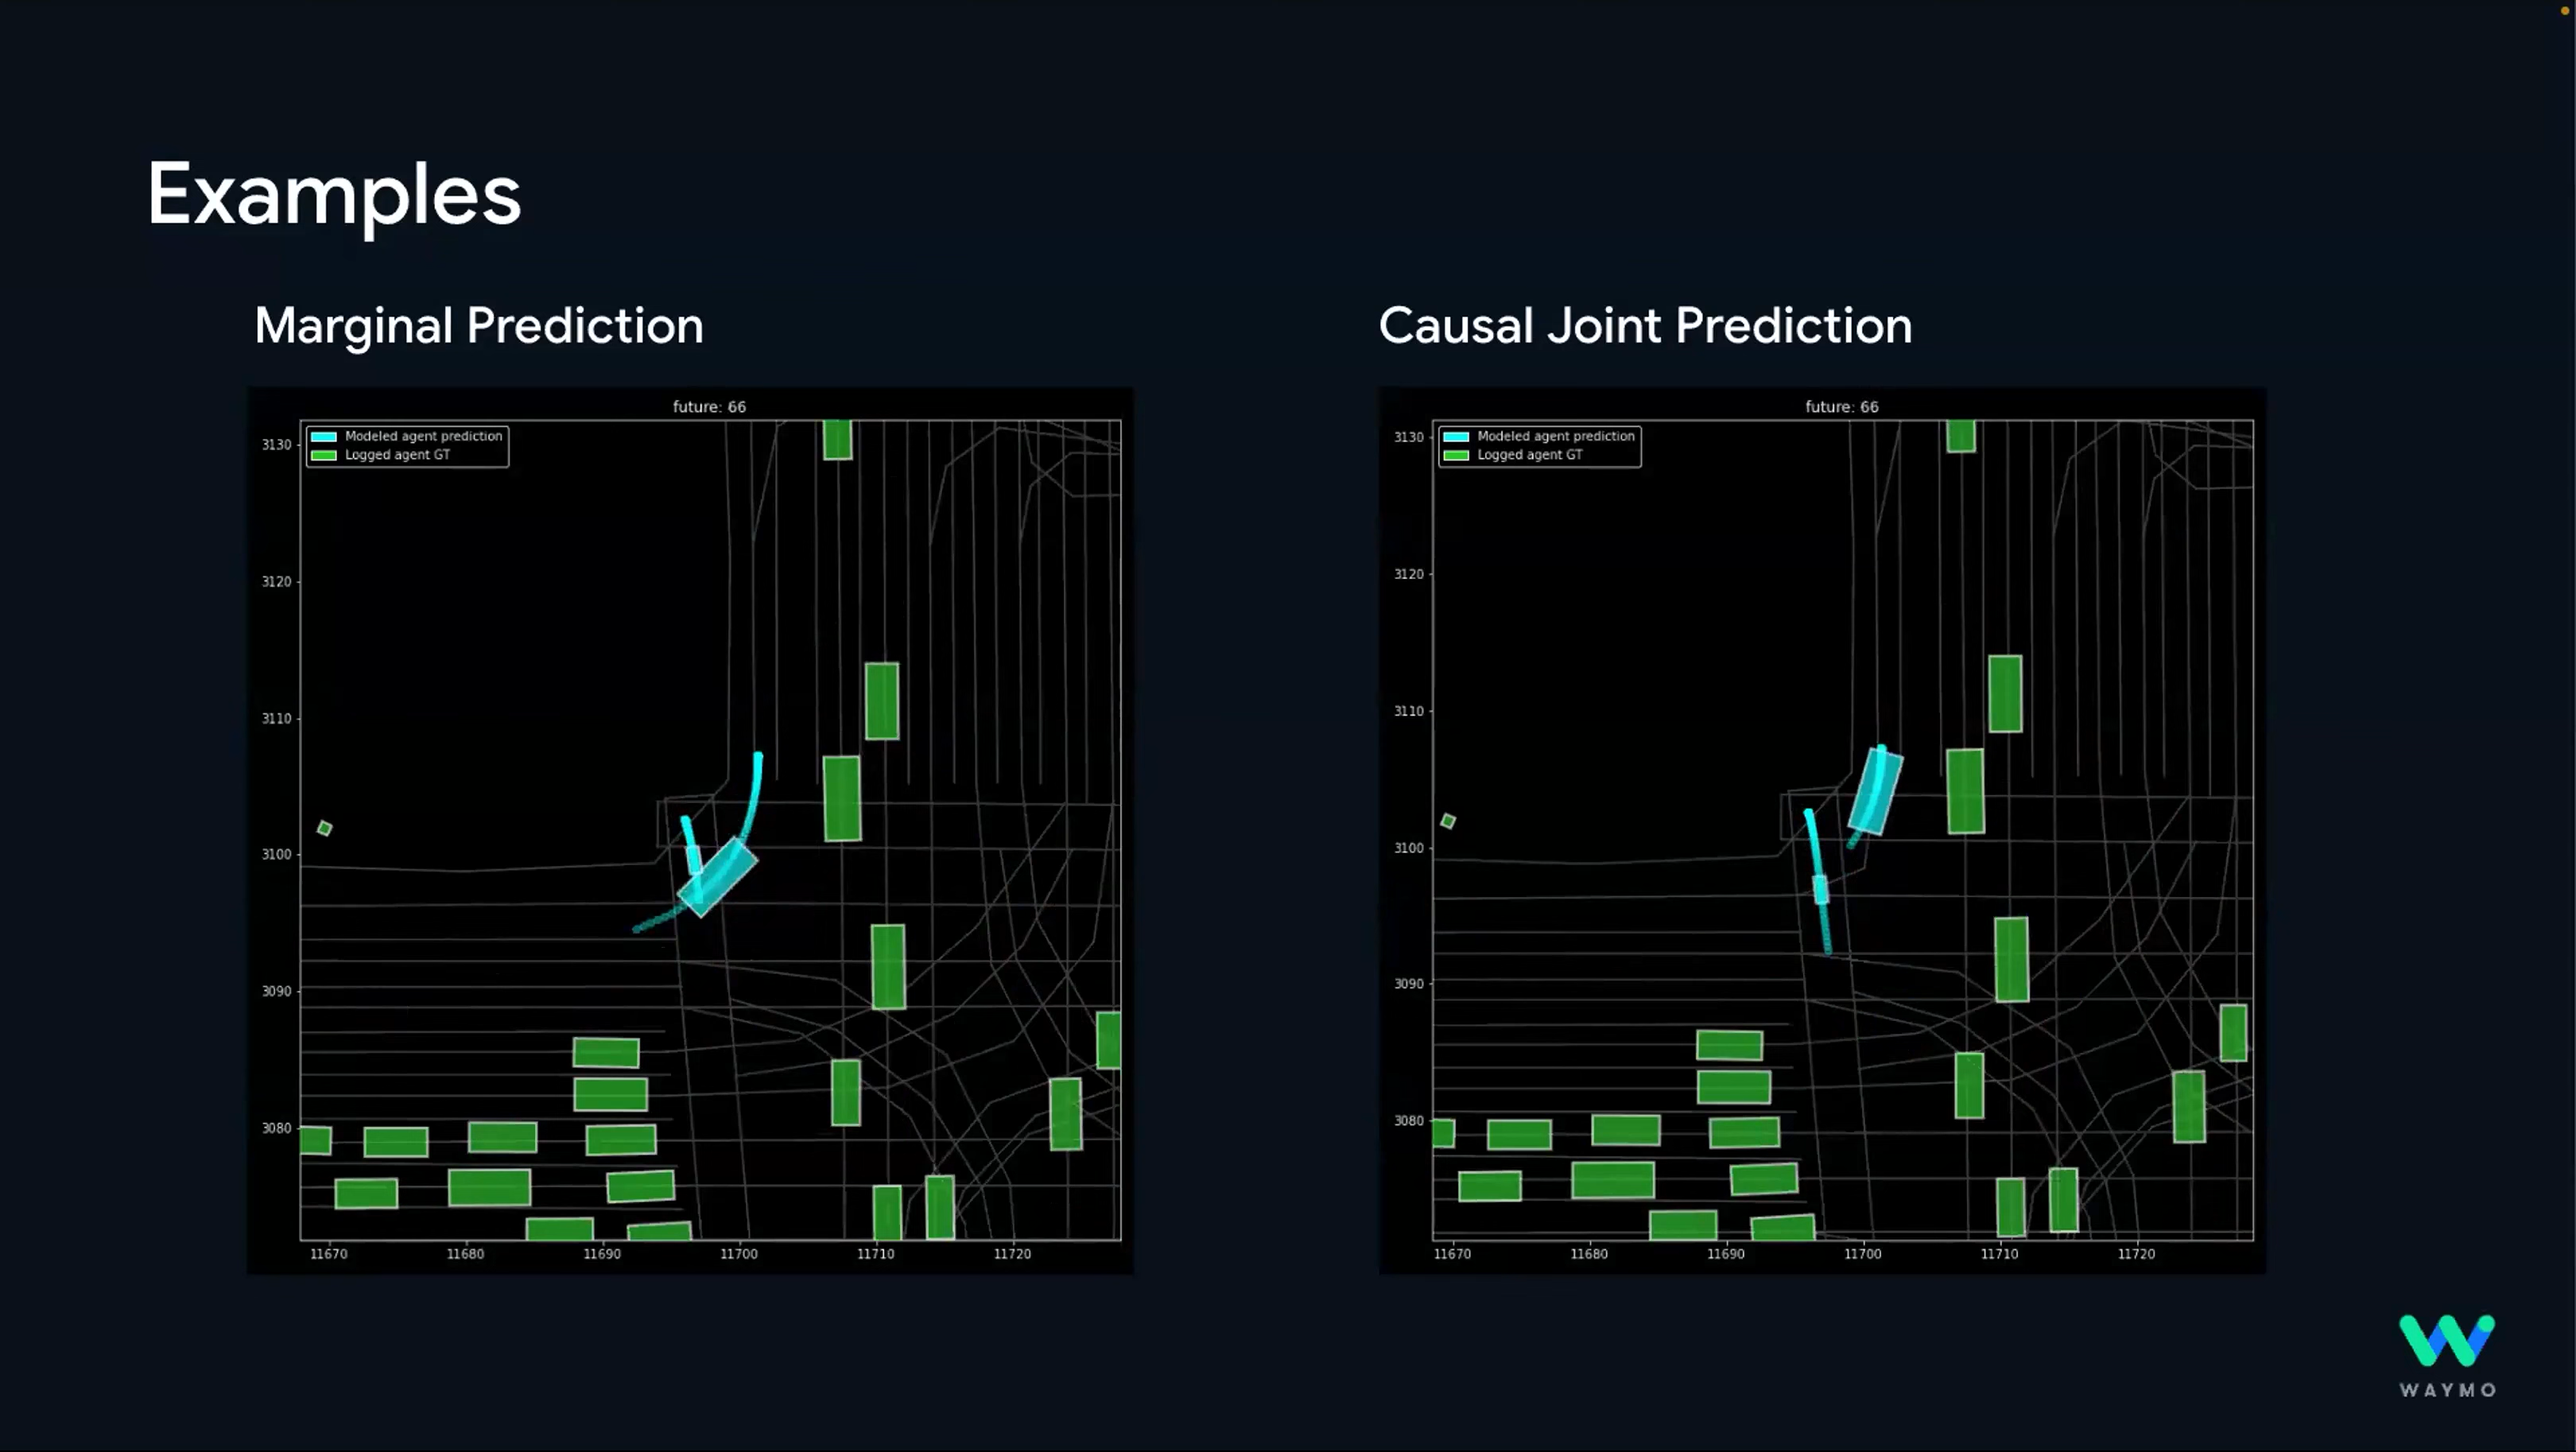 Examples
Marginal Prediction
future: 66
Modeled agent prediction
Logged agent GT
3130
3120
3110
3100
3090
3080
11670 11680 11690 11700 11710 11720
Causal Joint Prediction
future: 66
Modeled agent prediction
Logged agent GT
3130
3120
3110
3100
3090
3080
11670 11680 11690 11700 11710 11720
WAYMO